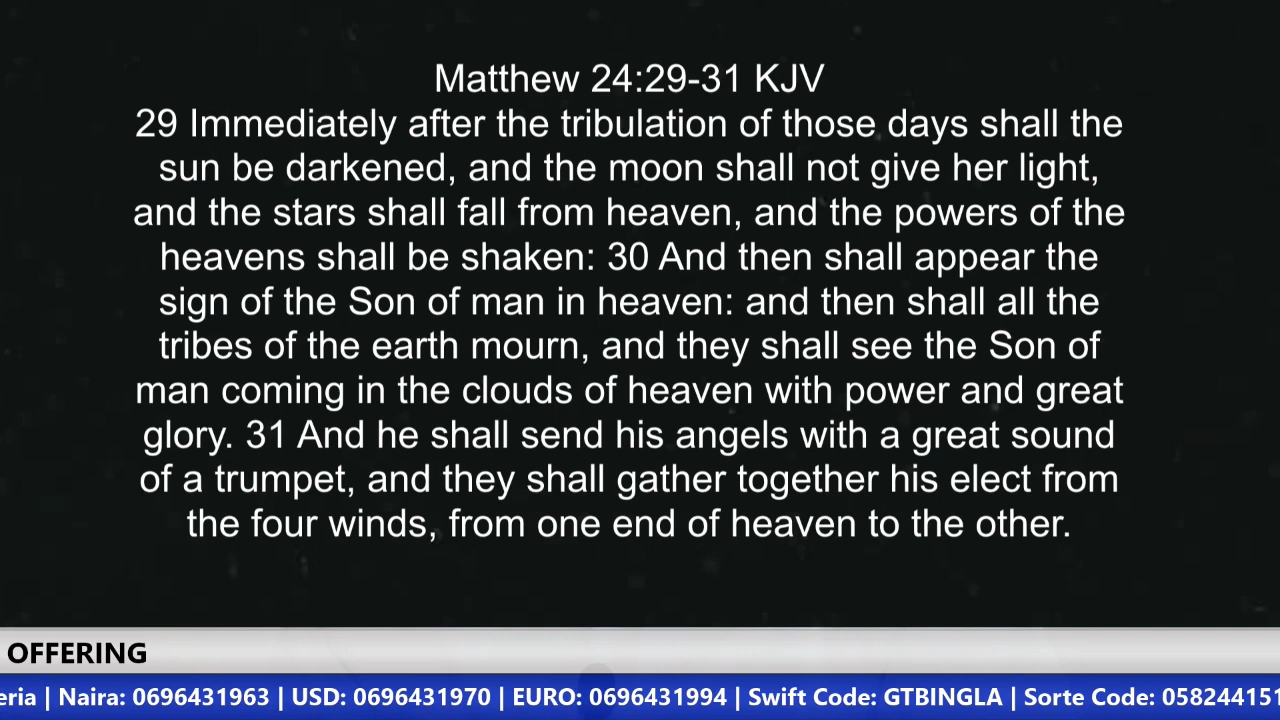 Matthew 24:29-31 KJV
29 Immediately after the tribulation of those days shall the
sun be darkened, and the moon shall not give her light,
and the stars shall fall from heaven, and the powers of the
heavens shall be shaken: 30 And then shall appear the
sign of the Son of man in heaven: and then shall all the
tribes of the earth mourn, and they shall see the Son of
man coming in the clouds of heaven with power and great
glory. 31 And he shall send his angels with a great sound
of a trumpet, and they shall gather together his elect from
the four winds, from one end of heaven to the other.
OFFERING
eria | Naira: 0696431963 | USD: 0696431970 | EURO: 0696431994 | Swift Code: GTBINGLA | Sorte Code: 058244151